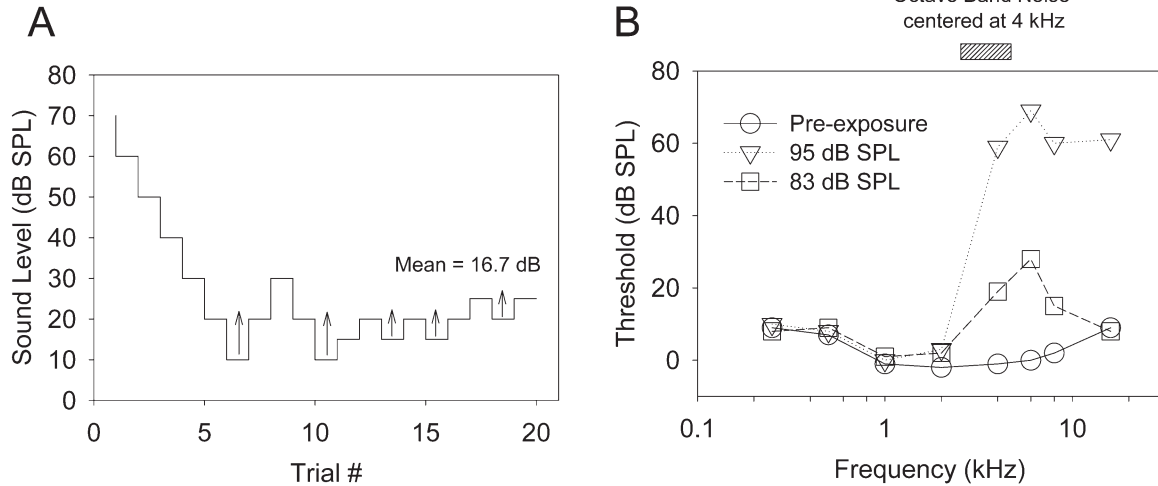 A
80
70
60
50
40
30
20
10
0
Sound Level (dB SPL)
Mean = 16.7 dB
0 5 10 15 20
Trial #
B
centered at 4 kHz
80
60
40
20
0
Threshold (dB SPL)
Pre-exposure
95 dB SPL
83 dB SPL
0.1 1 10
Frequency (kHz)